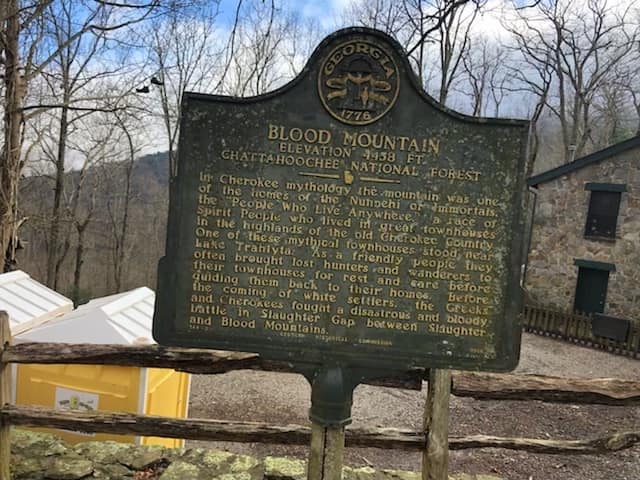 GEORGIA
1776
BLOOD MOUNTAIN
ELEVATION 4458 FT.
CHATTAHOOCHEE NATIONAL FOREST
In Cherokee mythology the mountain was one
of the homes of the Nunnehi or Immortals,
the "People Who Live Anywhere," a race of
Spirit People who lived in great townhouses
in the highlands of the old Cherokee Country.
One of these mythical townhouses stood near
Lake Trahlyta. As a friendly people they
often brought lost hunters and wanderers to
their townhouses for rest and care before
guiding them back to their homes. Before
the coming of white settlers, the Creeks
and Cherokees fought a disastrous and bloody
battle in Slaughter Gap between Slaughter
and Blood Mountains.
GEORGIA HISTORICAL COMMISSION